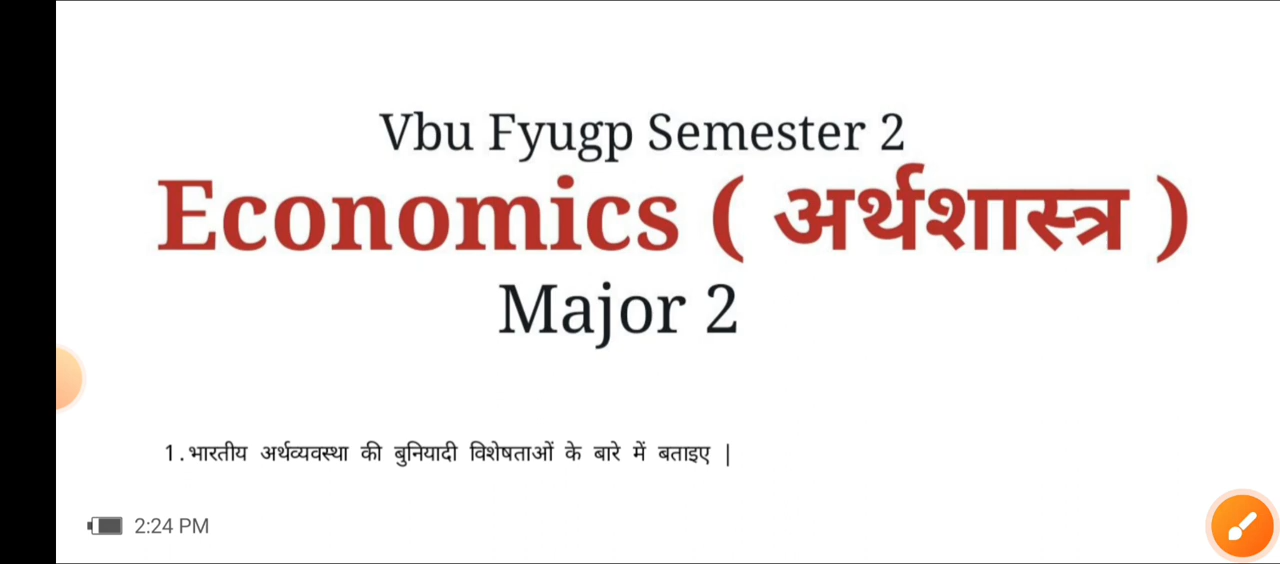 Vbu Fyugp Semester 2
Economics ( अर्थशास्त्र )
Major 2
1.भारतीय अर्थव्यवस्था की बुनियादी विशेषताओं के बारे में बताइए |
2:24 PM